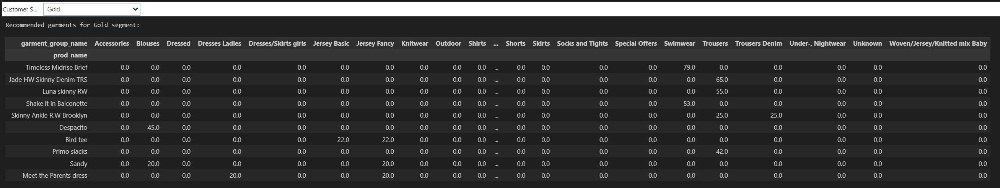 Customer S... Gold
Recommended garments for Gold segment:
garment_group_name Accessories Blouses Dressed Dresses Ladies Dresses/Skirts girls Jersey Basic Jersey Fancy Knitwear Outdoor Shirts ... Shorts Skirts Socks and Tights Special Offers Swimwear Trousers Trousers Denim Under-, Nightwear Unknown Woven/Jersey/Knitted mix Baby
prod_name
Timeless Midrise Brief 0.0 0.0 0.0 0.0 0.0 0.0 0.0 0.0 0.0 0.0 ... 0.0 0.0 0.0 0.0 79.0 0.0 0.0 0.0 0.0 0.0
Jade HW Skinny Denim TRS 0.0 0.0 0.0 0.0 0.0 0.0 0.0 0.0 0.0 0.0 ... 0.0 0.0 0.0 0.0 0.0 65.0 0.0 0.0 0.0 0.0
Luna skinny RW 0.0 0.0 0.0 0.0 0.0 0.0 0.0 0.0 0.0 0.0 ... 0.0 0.0 0.0 0.0 0.0 55.0 0.0 0.0 0.0 0.0
Shake it in Balconette 0.0 0.0 0.0 0.0 0.0 0.0 0.0 0.0 0.0 0.0 ... 0.0 0.0 0.0 0.0 53.0 0.0 0.0 0.0 0.0 0.0
Skinny Ankle R.W Brooklyn 0.0 0.0 0.0 0.0 0.0 0.0 0.0 0.0 0.0 0.0 ... 0.0 0.0 0.0 0.0 0.0 25.0 25.0 0.0 0.0 0.0
Despacito 0.0 45.0 0.0 0.0 0.0 0.0 0.0 0.0 0.0 0.0 ... 0.0 0.0 0.0 0.0 0.0 0.0 0.0 0.0 0.0 0.0
Bird tee 0.0 0.0 0.0 0.0 0.0 22.0 22.0 0.0 0.0 0.0 ... 0.0 0.0 0.0 0.0 0.0 0.0 0.0 0.0 0.0 0.0
Primo slacks 0.0 0.0 0.0 0.0 0.0 0.0 0.0 0.0 0.0 0.0 ... 0.0 0.0 0.0 0.0 0.0 42.0 0.0 0.0 0.0 0.0
Sandy 0.0 20.0 0.0 0.0 0.0 0.0 20.0 0.0 0.0 0.0 ... 0.0 0.0 0.0 0.0 0.0 0.0 0.0 0.0 0.0 0.0
Meet the Parents dress 0.0 0.0 0.0 20.0 0.0 0.0 20.0 0.0 0.0 0.0 ... 0.0 0.0 0.0 0.0 0.0 0.0 0.0 0.0 0.0 0.0